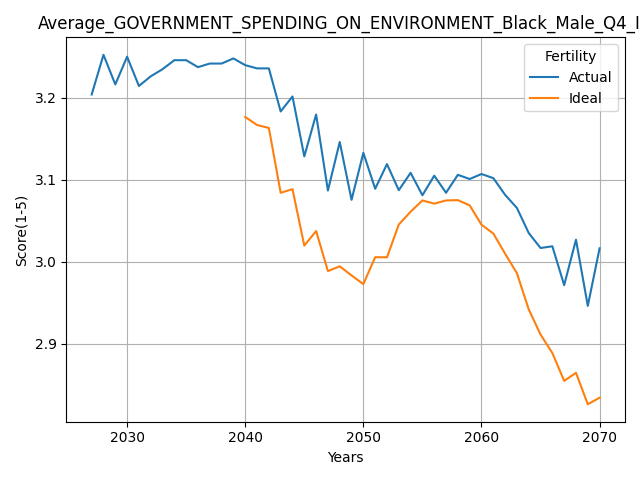 Average_GOVERNMENT_SPENDING_ON_ENVIRONMENT_Black_Male_Q4_I
Fertility
Actual
Ideal
Score(1-5)
3.2
3.1
3.0
2.9
2030 2040 2050 2060 2070
Years